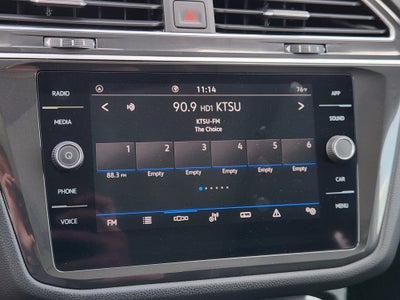 RADIO
MEDIA
PHONE
VOICE
11:14
76°F
90.9 HD1 KTSU
KTSU-FM
The Choice
1 2 3 4 5 6
88.3 FM Empty Empty Empty Empty Empty
FM
APP
SOUND
CAR
MENU